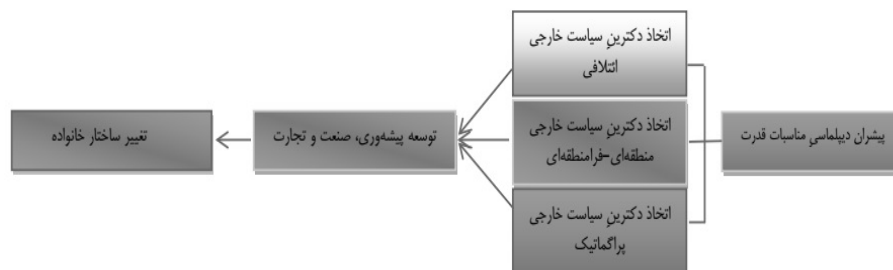 پیشران دیپلماسیِ مناسبات قدرت
اتخاذ دکترینِ سیاست خارجی
ائتلافی
اتخاذ دکترینِ سیاست خارجی
منطقه‌ای-فرامنطقه‌ای
اتخاذ دکترینِ سیاست خارجی
پراگماتیک
توسعه پیشه‌وری، صنعت و تجارت
تغییر ساختار خانواده